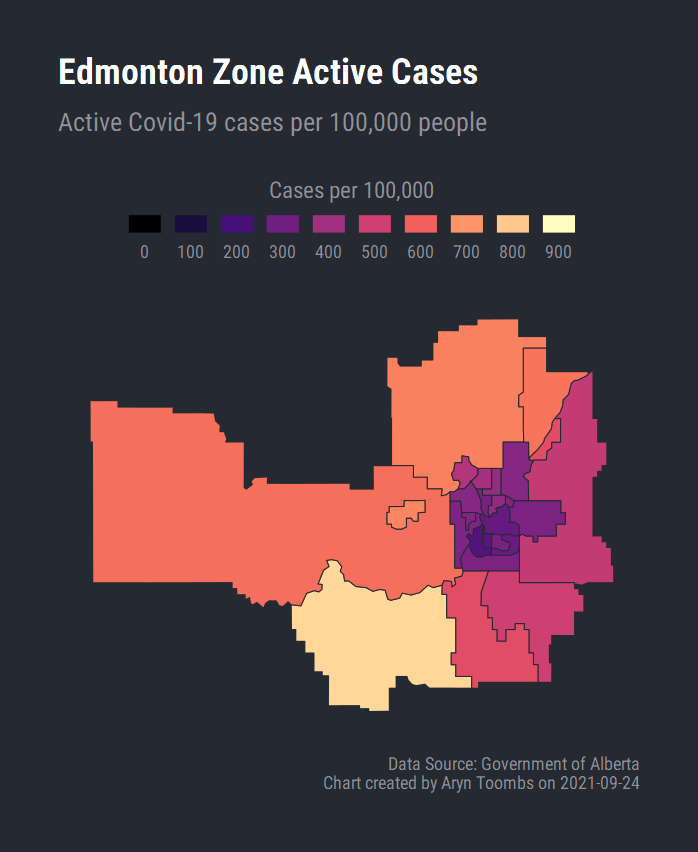 Edmonton Zone Active Cases
Active Covid-19 cases per 100,000 people
Cases per 100,000
0 100 200 300 400 500 600 700 800 900
Data Source: Government of Alberta
Chart created by Aryn Toombs on 2021-09-24